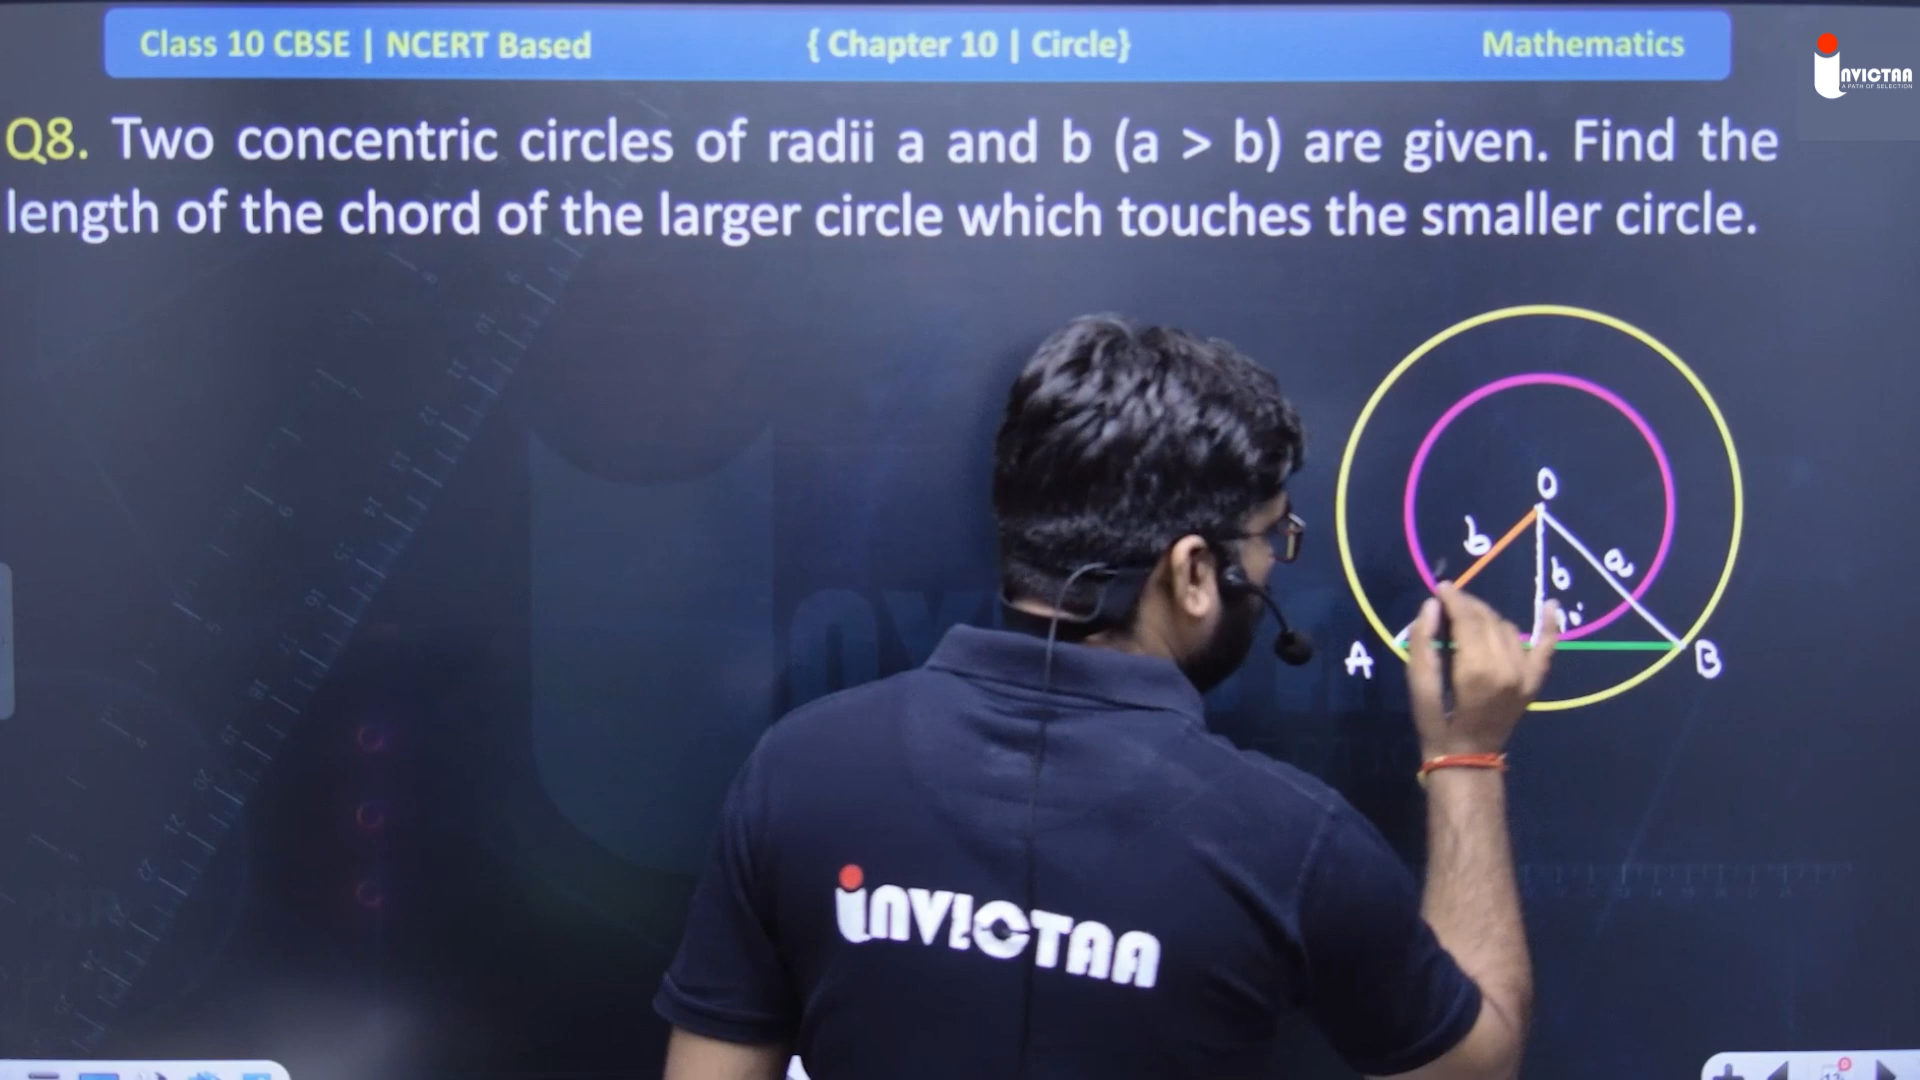 Class 10 CBSE | NCERT Based { Chapter 10 | Circle} Mathematics
iNVICTAA
A PATH OF SELECTION
Q8. Two concentric circles of radii a and b (a > b) are given. Find the
length of the chord of the larger circle which touches the smaller circle.
O
b
b
a
A
B
iNVICTAA